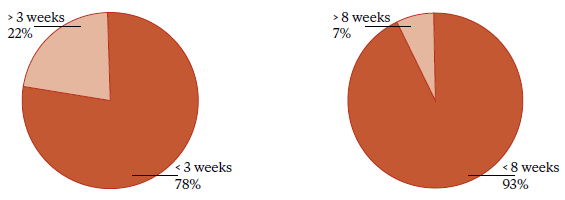 > 3 weeks
22%
< 3 weeks
78%
> 8 weeks
7%
< 8 weeks
93%